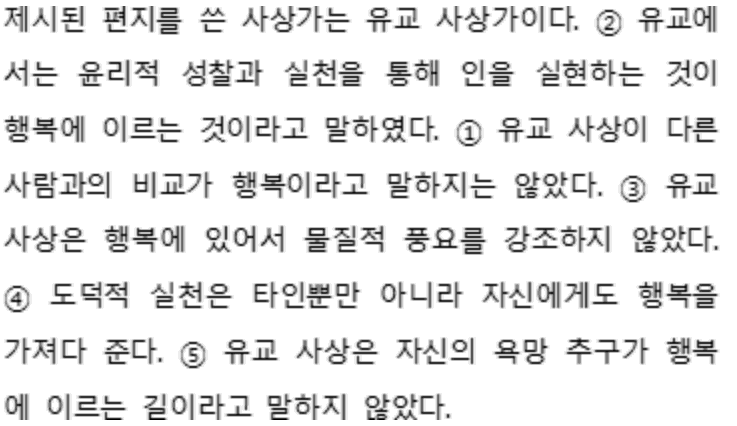 제시된 편지를 쓴 사상가는 유교 사상가이다. ② 유교에
서는 윤리적 성찰과 실천을 통해 인을 실현하는 것이
행복에 이르는 것이라고 말하였다. ① 유교 사상이 다른
사람과의 비교가 행복이라고 말하지는 않았다. ③ 유교
사상은 행복에 있어서 물질적 풍요를 강조하지 않았다.
④ 도덕적 실천은 타인뿐만 아니라 자신에게도 행복을
가져다 준다. ⑤ 유교 사상은 자신의 욕망 추구가 행복
에 이르는 길이라고 말하지 않았다.